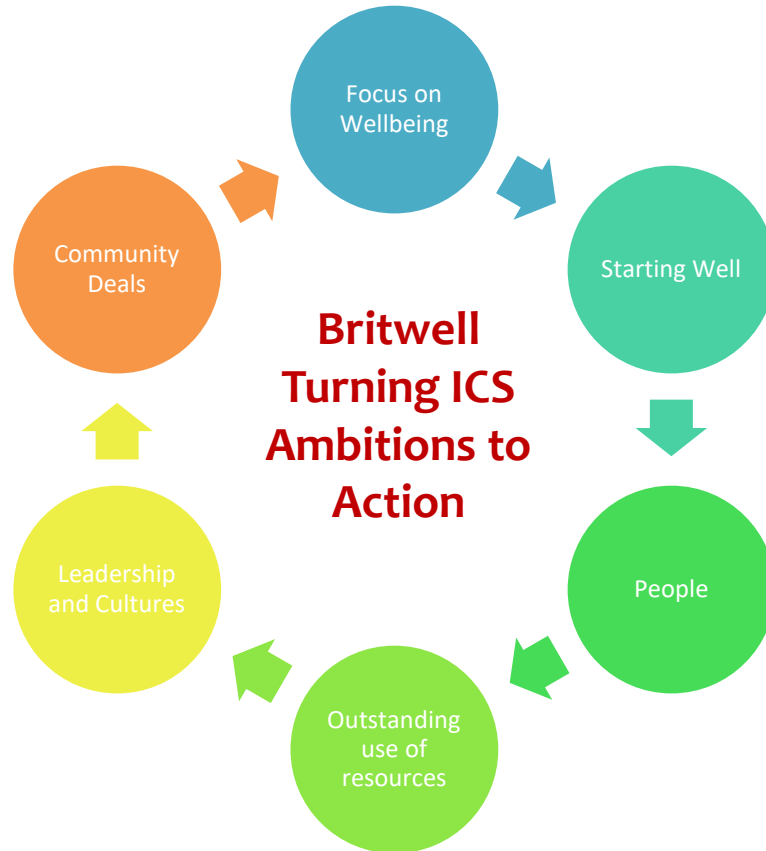 Focus on
Wellbeing
Starting Well
People
Outstanding
use of
resources
Leadership
and Cultures
Community
Deals
Britwell
Turning ICS
Ambitions to
Action